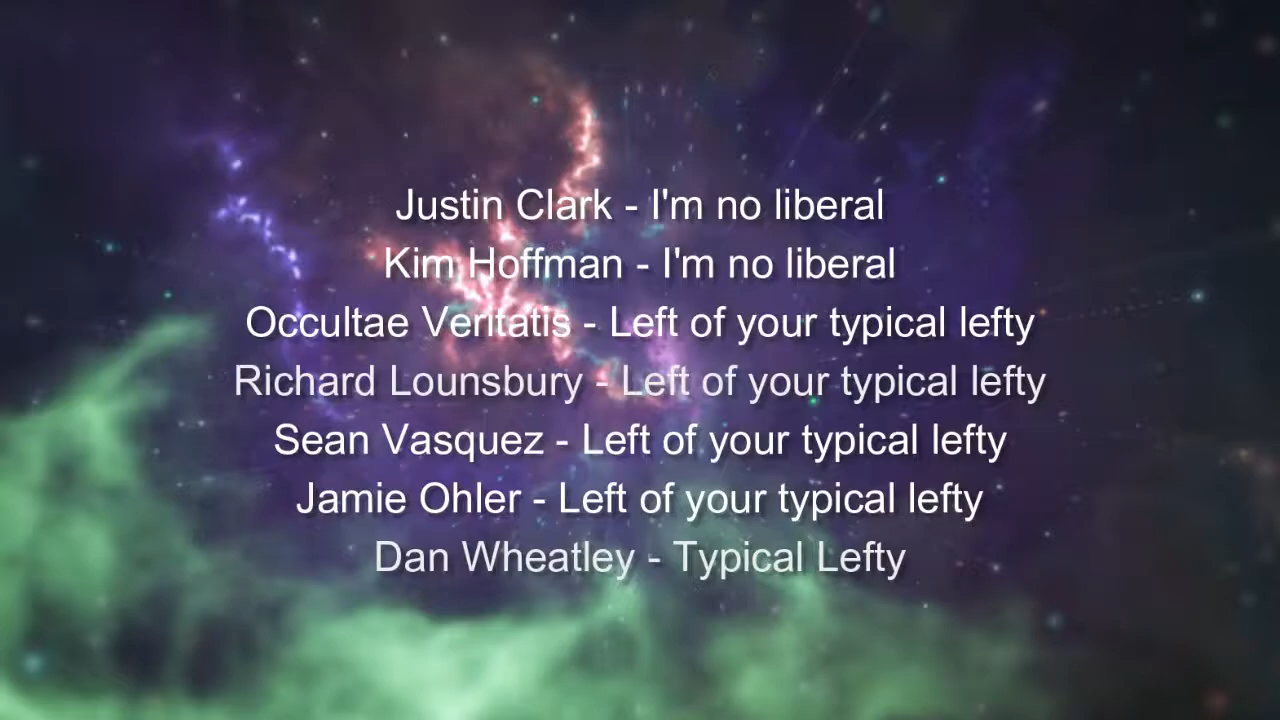 Justin Clark - I'm no liberal
Kim Hoffman - I'm no liberal
Occultae Veritatis - Left of your typical lefty
Richard Lounsbury - Left of your typical lefty
Sean Vasquez - Left of your typical lefty
Jamie Ohler - Left of your typical lefty
Dan Wheatley - Typical Lefty